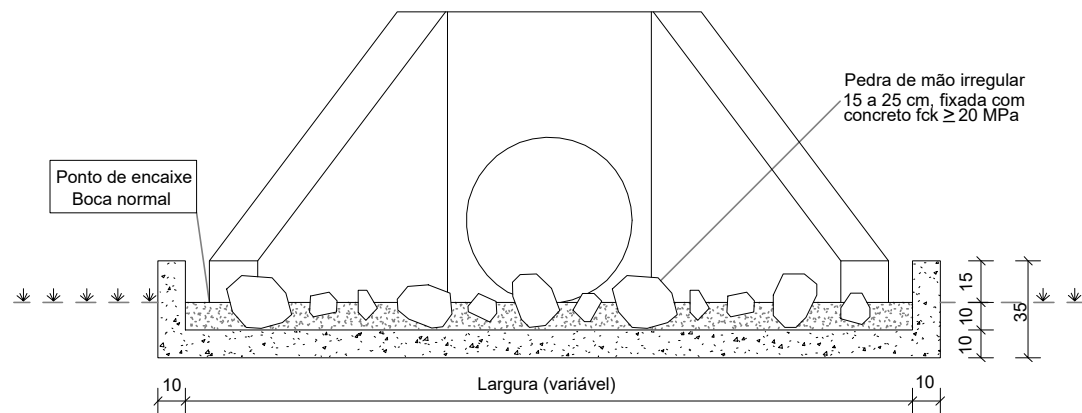 Pedra de mão irregular
15 a 25 cm, fixada com
concreto fck ≥ 20 MPa
Ponto de encaixe
Boca normal
15
10
10
35
10
Largura (variável)
10